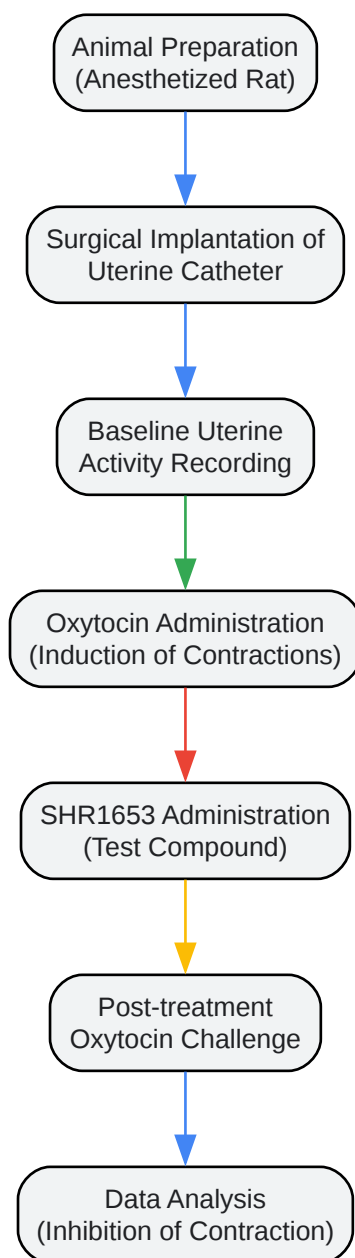 Animal Preparation
(Anesthetized Rat)
Surgical Implantation of
Uterine Catheter
Baseline Uterine
Activity Recording
Oxytocin Administration
(Induction of Contractions)
SHR1653 Administration
(Test Compound)
Post-treatment
Oxytocin Challenge
Data Analysis
(Inhibition of Contraction)